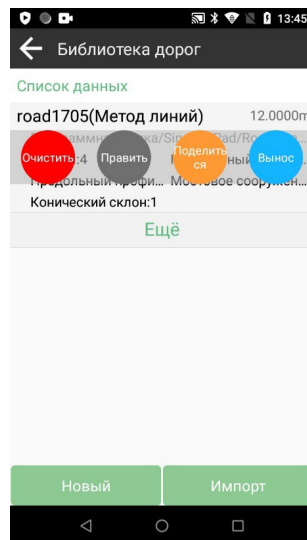 13:45
Библиотека дорог
Список данных
road1705(Метод линий) 12.0000m
Очистить :4 Править Поделиться Вынос
Продольный профи... Мостовое сооружен...
Конический склон:1
Ещё
Новый Импорт